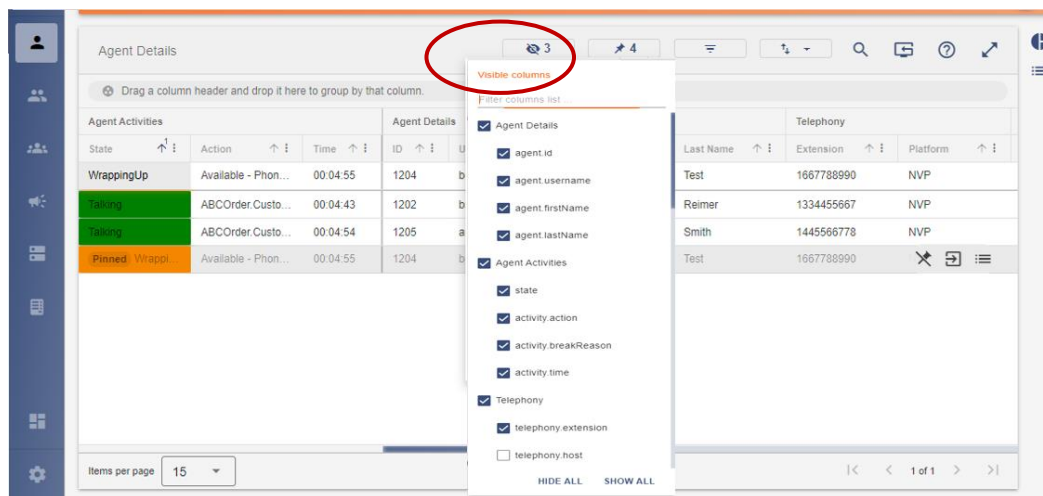 Agent Details
3
4
Visible columns
Filter columns list ...
Drag a column header and drop it here to group by that column.
Agent Activities Agent Details Telephony
State 1 Action Time ID Last Name Extension Platform
WrappingUp Available - Phon... 00:04:55 1204 Test 1667788990 NVP
Talking ABCOrder.Custo... 00:04:43 1202 Reimer 1334455667 NVP
Talking ABCOrder.Custo... 00:04:54 1205 Smith 1445566778 NVP
Pinned Wrappi... Available - Phon... 00:04:55 1204 Test 1667788990
Agent Details
agent.id
agent.username
agent.firstName
agent.lastName
Agent Activities
state
activity.action
activity.breakReason
activity.time
Telephony
telephony.extension
telephony.host
HIDE ALL SHOW ALL
Items per page 15 1 of 1